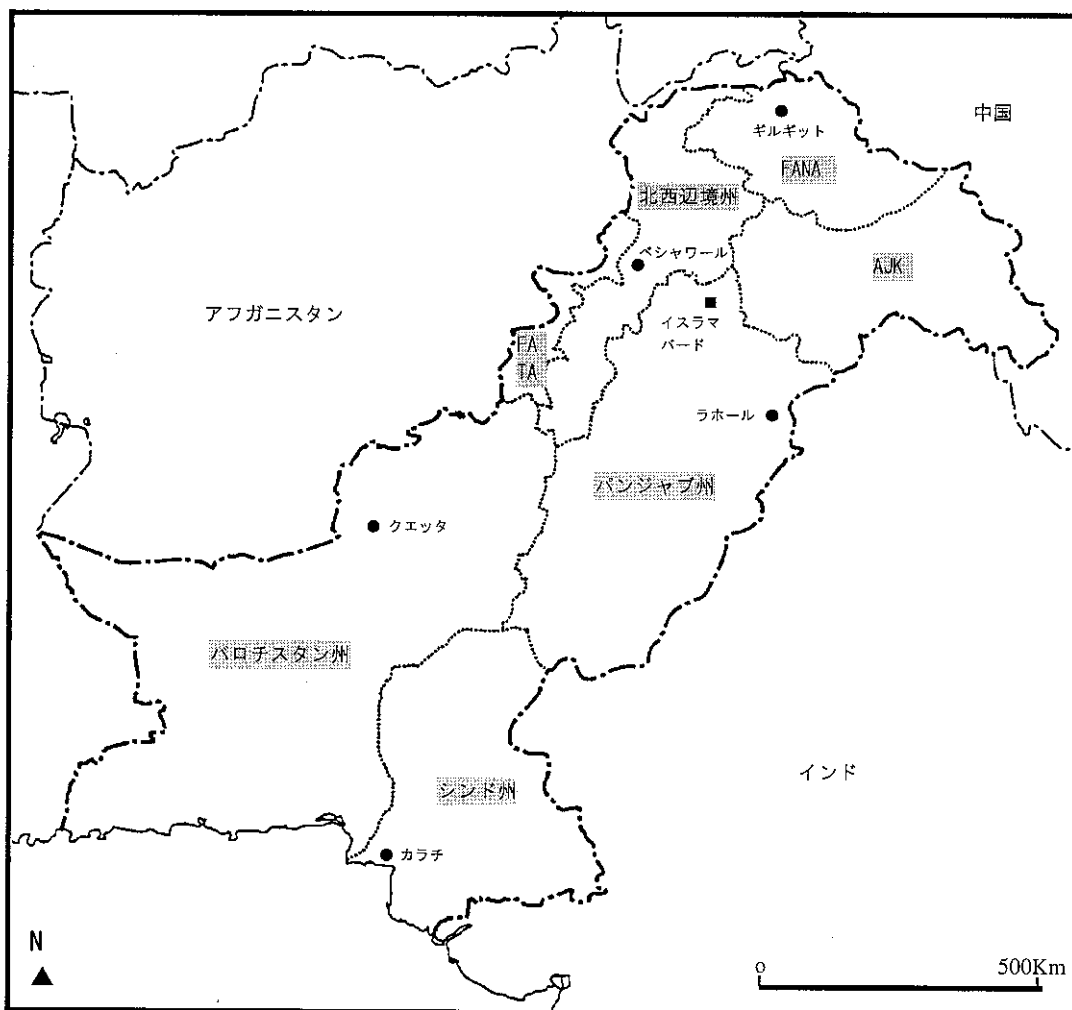 中国
ギルギット
FANA
北西辺境州
ペシャワール
AJK
アフガニスタン
イスラマ
バード
FA
TA
ラホール
パンジャブ州
クエッタ
バロチスタン州
シンド州
インド
カラチ
N
0
500Km